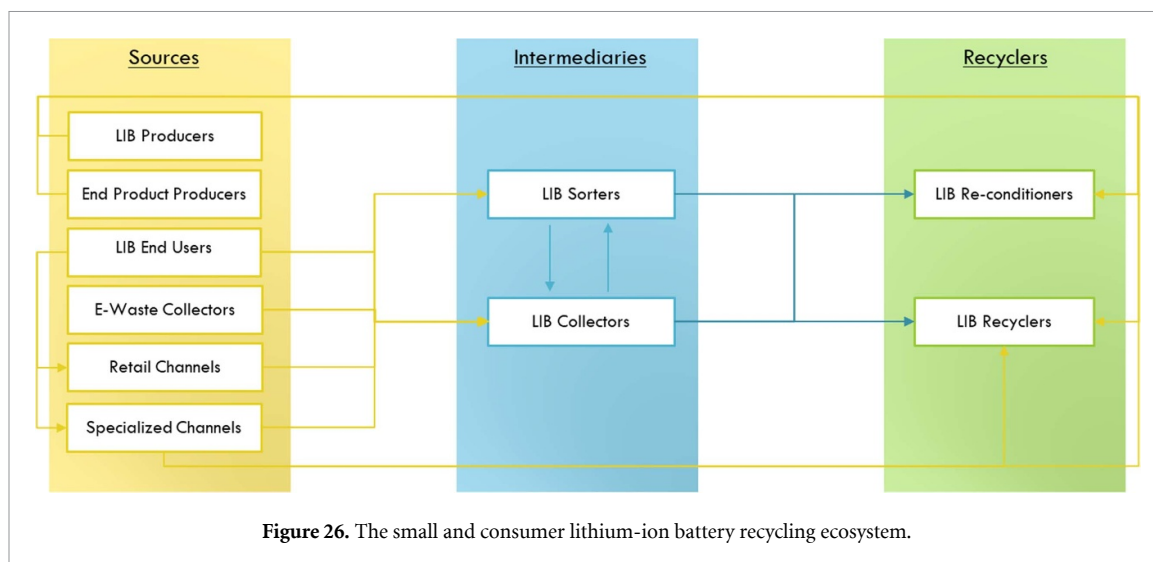 Sources
LIB Producers
End Product Producers
LIB End Users
E-Waste Collectors
Retail Channels
Specialized Channels
Intermediaries
LIB Sorters
LIB Collectors
Recyclers
LIB Re-conditioners
LIB Recyclers
Figure 26. The small and consumer lithium-ion battery recycling ecosystem.